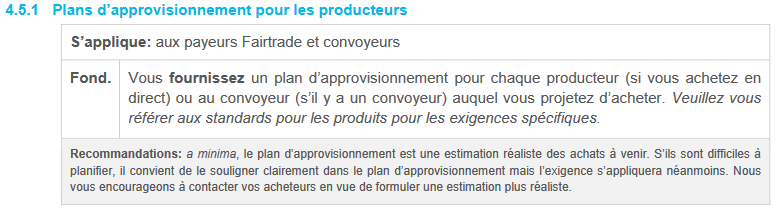 4.5.1 Plans d’approvisionnement pour les producteurs
S’applique: aux payeurs Fairtrade et convoyeurs
Fond. Vous fournissez un plan d’approvisionnement pour chaque producteur (si vous achetez en
direct) ou au convoyeur (s’il y a un convoyeur) auquel vous projetez d’acheter. Veuillez vous
référer aux standards pour les produits pour les exigences spécifiques.
Recommandations: a minima, le plan d’approvisionnement est une estimation réaliste des achats à venir. S’ils sont difficiles à
planifier, il convient de le souligner clairement dans le plan d’approvisionnement mais l’exigence s’appliquera néanmoins. Nous
vous encourageons à contacter vos acheteurs en vue de formuler une estimation plus réaliste.